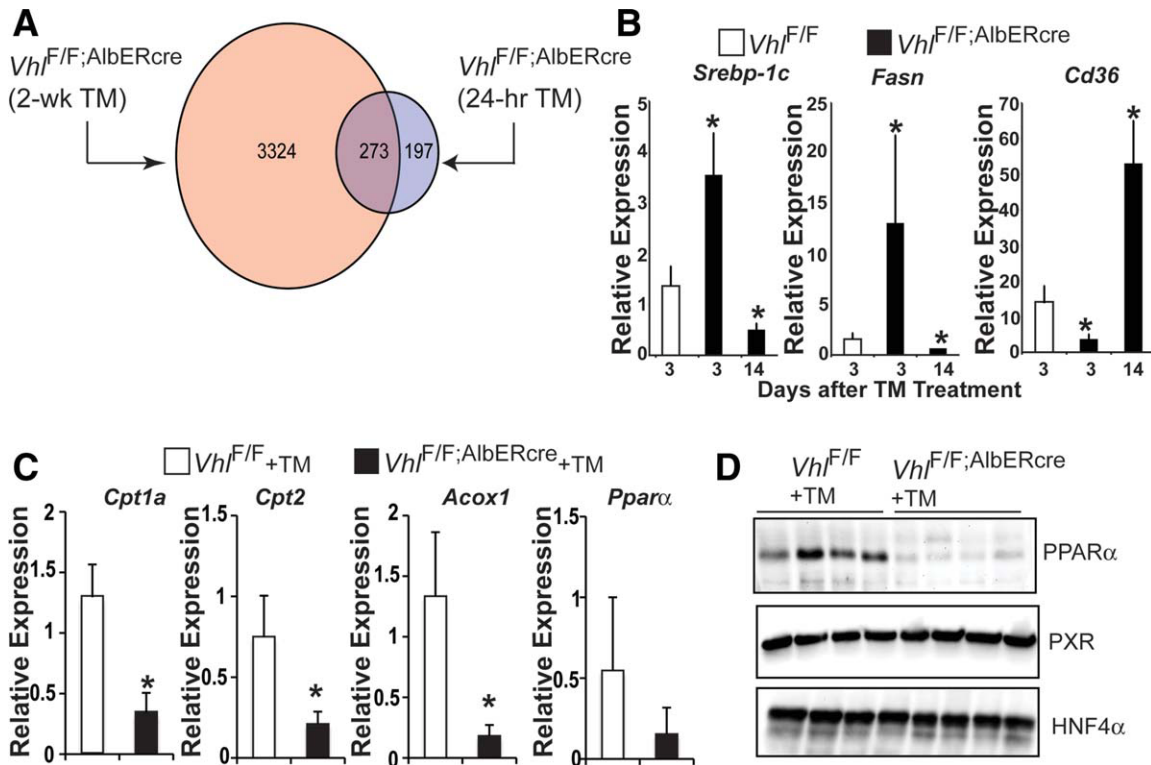 A
Vhl^F/F;AlbERcre
(2-wk TM)
Vhl^F/F;AlbERcre
(24-hr TM)
3324
273
197
B
Vhl^F/F
Vhl^F/F;AlbERcre
Srebp-1c
Fasn
Cd36
Relative Expression
5
4
3
2
1
0
Relative Expression
25
20
15
10
5
0
Relative Expression
70
60
50
40
30
20
10
0
*
*
*
*
*
*
3 3 14
3 3 14
3 3 14
Days after TM Treatment
C
Vhl^F/F+TM
Vhl^F/F;AlbERcre+TM
Cpt1a
Cpt2
Acox1
Pparα
Relative Expression
2
1.5
1
0.5
0
*
Relative Expression
1.5
1
0.5
0
*
Relative Expression
2
1.5
1
0.5
0
*
Relative Expression
1.5
1
0.5
0
D
Vhl^F/F
+TM
Vhl^F/F;AlbERcre
+TM
PPARα
PXR
HNF4α